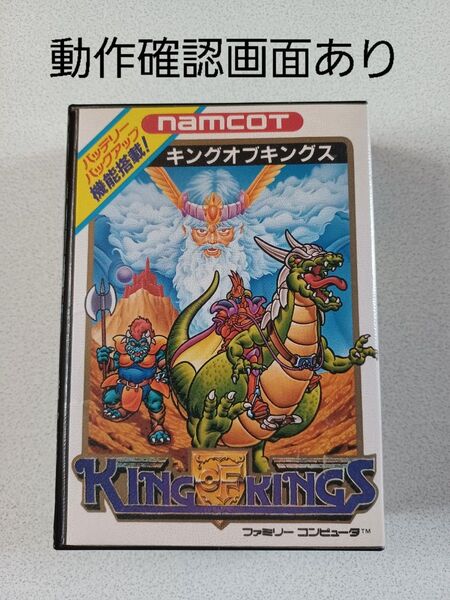 動作確認画面あり
バッテリー
バックアップ
機能搭載!
namcot
キングオブキングス
KING OF KINGS
ファミリー コンピュータ™